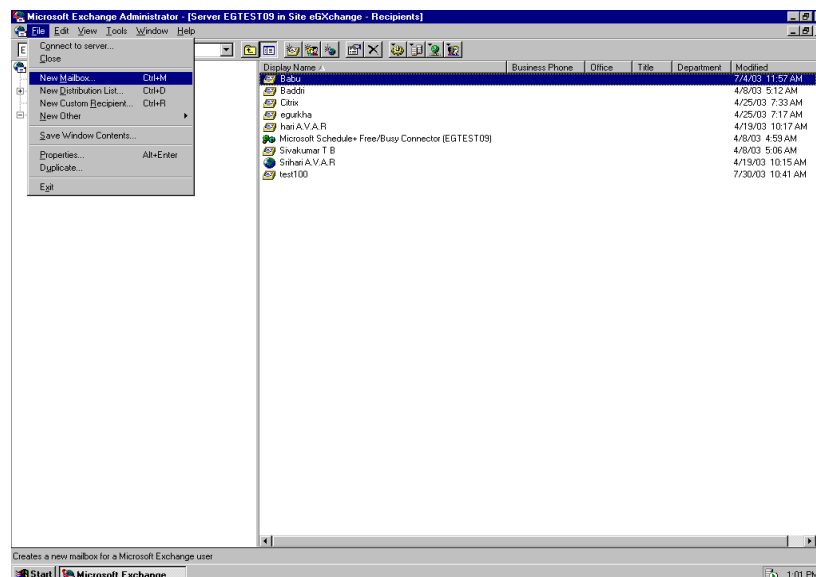 Microsoft Exchange Administrator - [Server EGTEST09 in Site eGXchange - Recipients]
File Edit View Tools Window Help
E
Connect to server...
Close
New Mailbox... Ctrl+M
New Distribution List... Ctrl+D
New Custom Recipient... Ctrl+R
New Other
Save Window Contents...
Properties... Alt+Enter
Duplicate...
Exit
Display Name Business Phone Office Title Department Modified
Babu 7/4/03 11:57 AM
Baddri 4/8/03 5:12 AM
Citrix 4/25/03 7:33 AM
egurkha 4/25/03 7:17 AM
hari A.V.A.R 4/19/03 10:17 AM
Microsoft Schedule+ Free/Busy Connector (EGTEST09) 4/8/03 4:59 AM
Sivakumar T B 4/8/03 5:06 AM
Srihari A.V.A.R 4/19/03 10:15 AM
test100 7/30/03 10:41 AM
Creates a new mailbox for a Microsoft Exchange user
Start Microsoft Exchange 1:01 PM